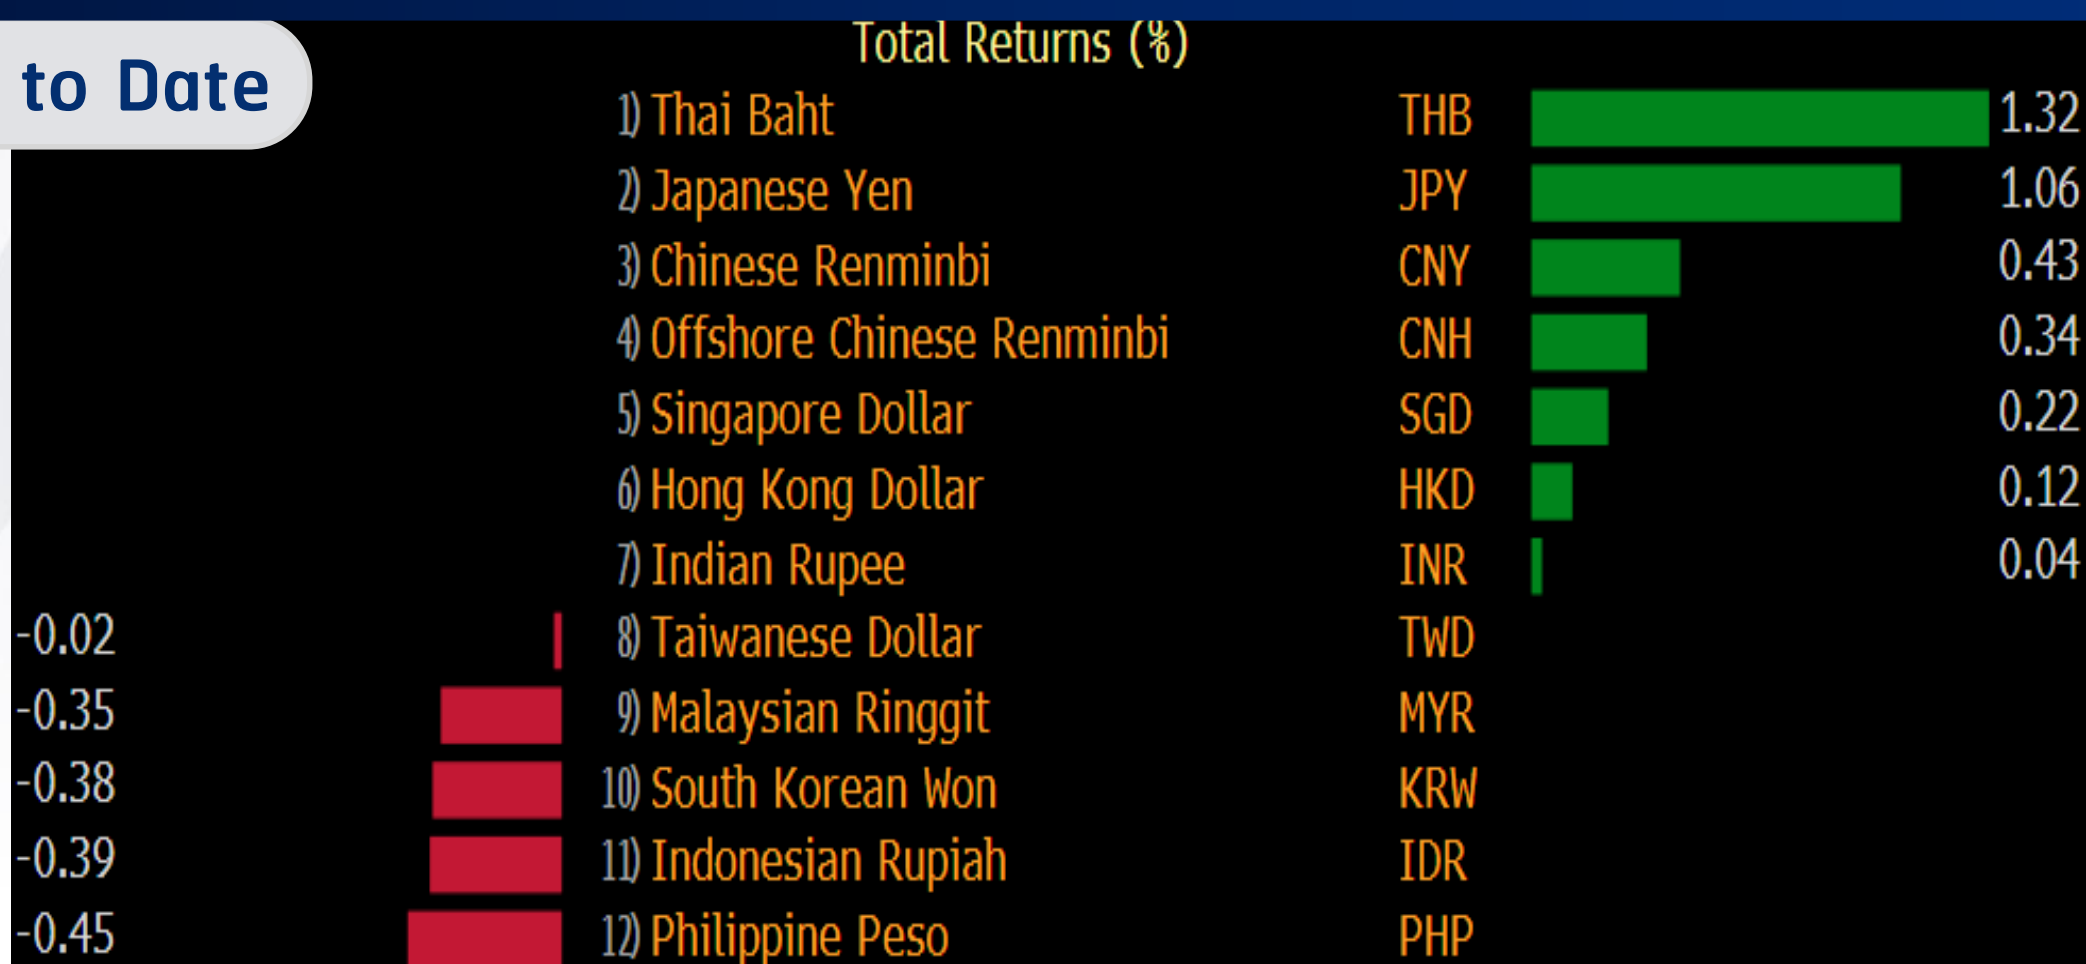 Total Returns (%)
to Date
1) Thai Baht THB 1.32
2) Japanese Yen JPY 1.06
3) Chinese Renminbi CNY 0.43
4) Offshore Chinese Renminbi CNH 0.34
5) Singapore Dollar SGD 0.22
6) Hong Kong Dollar HKD 0.12
7) Indian Rupee INR 0.04
-0.02 8) Taiwanese Dollar TWD
-0.35 9) Malaysian Ringgit MYR
-0.38 10) South Korean Won KRW
-0.39 11) Indonesian Rupiah IDR
-0.45 12) Philippine Peso PHP